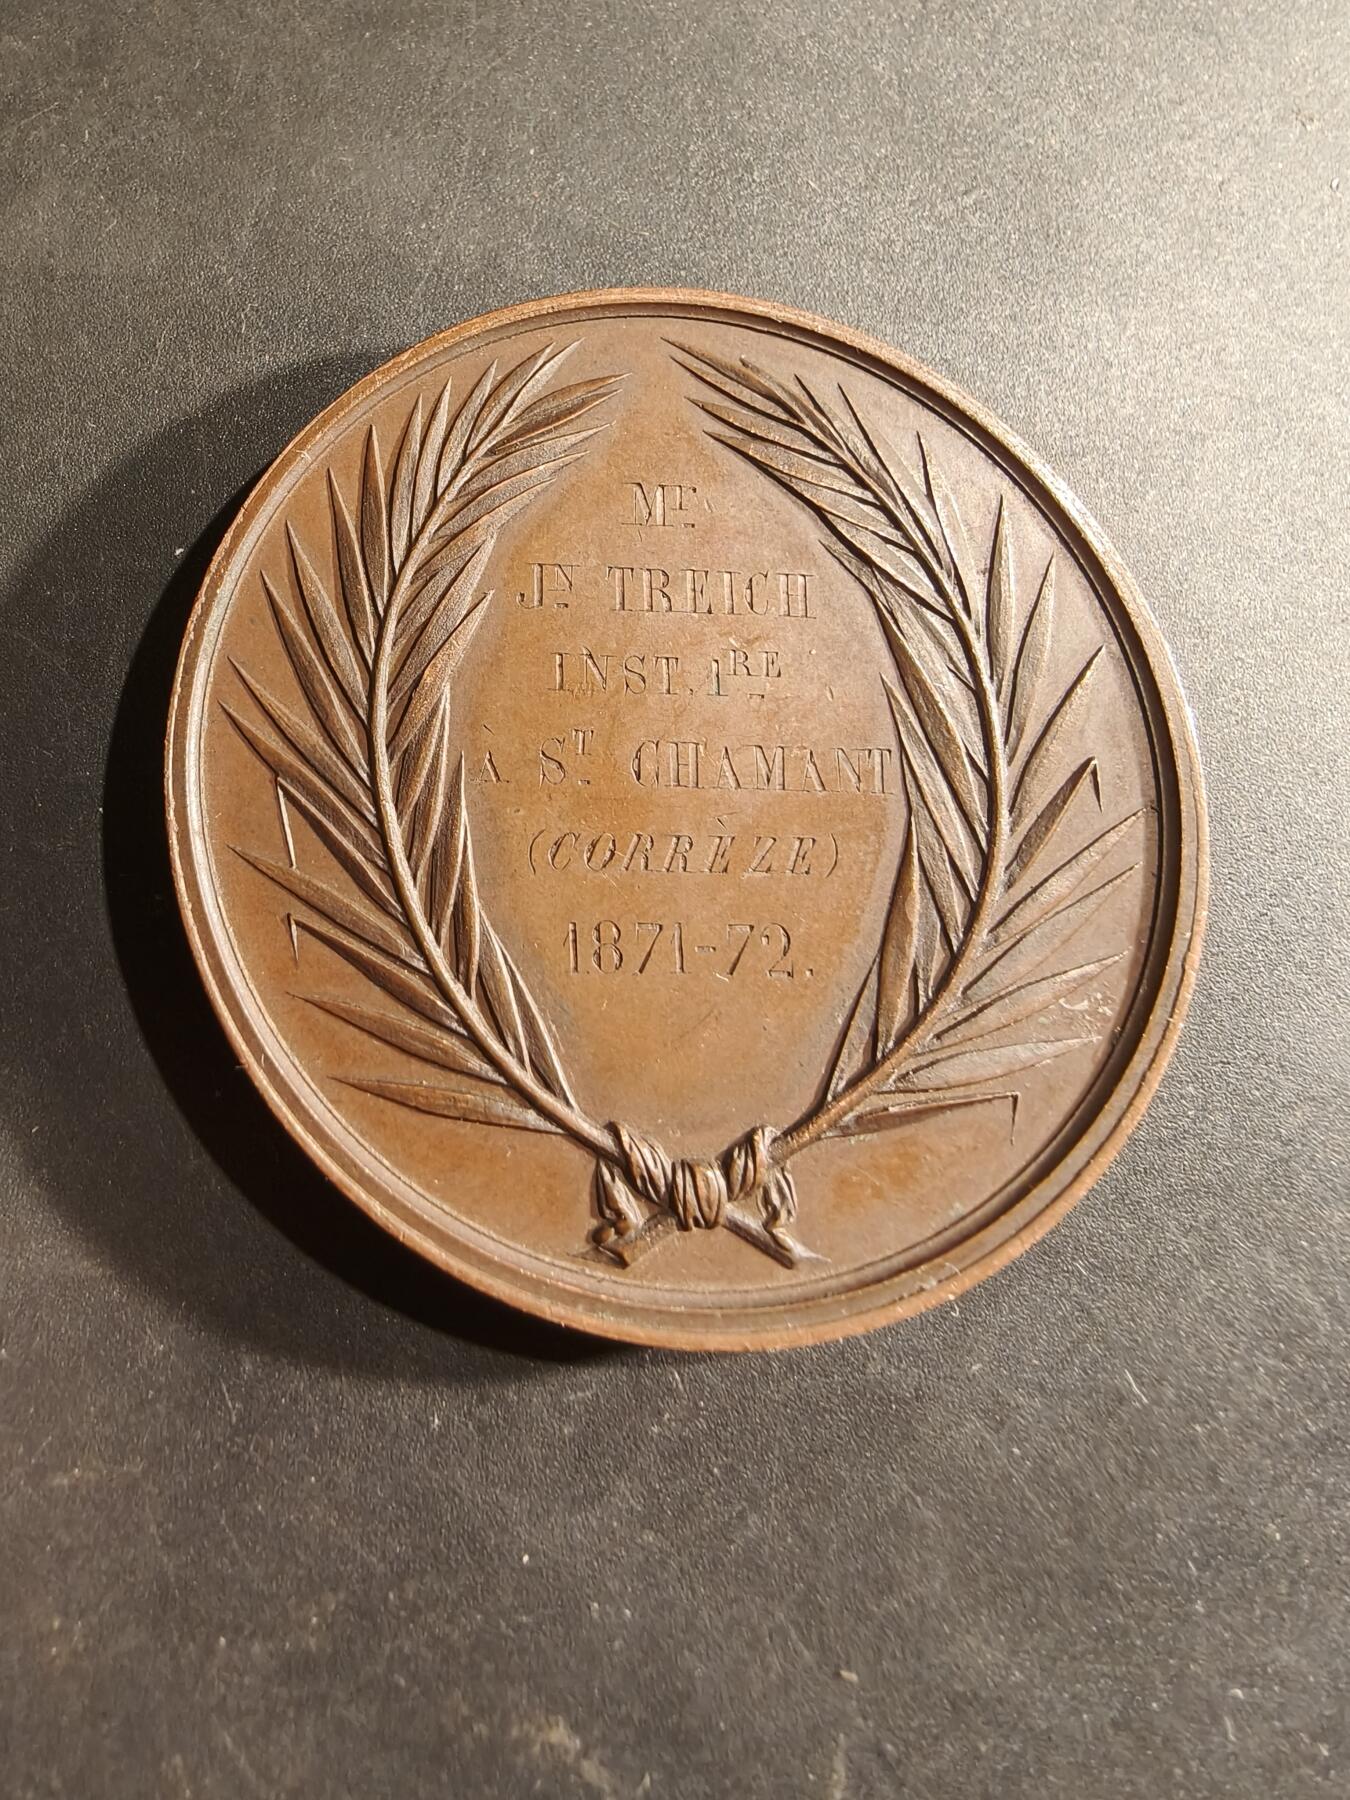 Mr
Jn TREICH
INST. 1RE
À ST CHAMANT
(CORRÈZE)
1871-72.